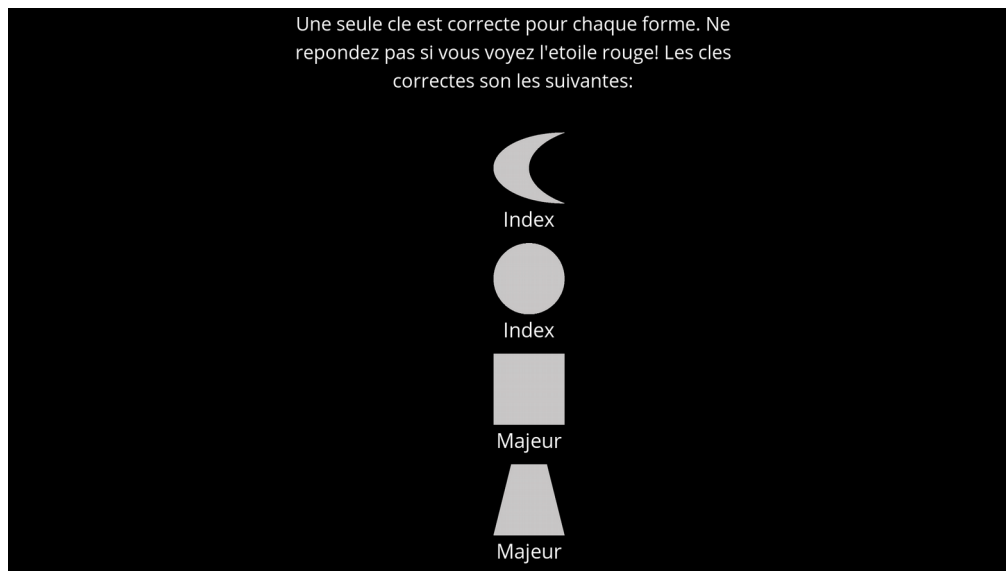 Une seule cle est correcte pour chaque forme. Ne
repondez pas si vous voyez l'etoile rouge! Les cles
correctes son les suivantes:
Index
Index
Majeur
Majeur